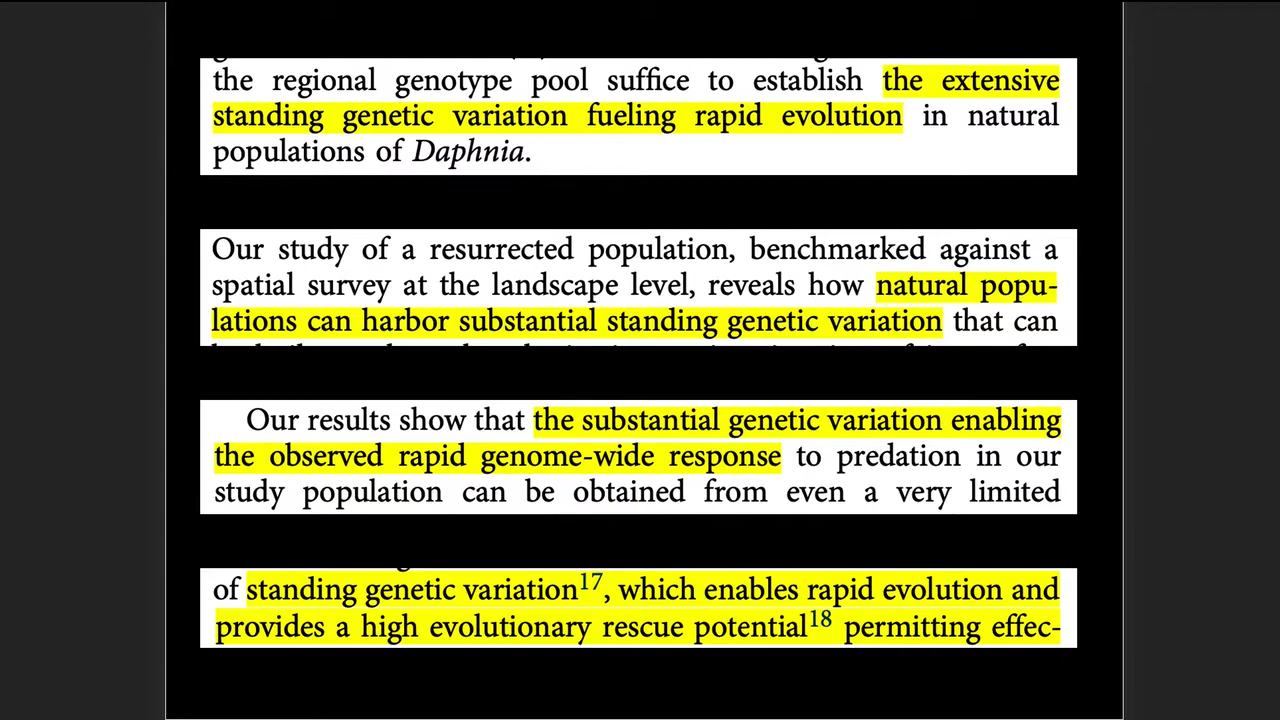 the regional genotype pool suffice to establish the extensive
standing genetic variation fueling rapid evolution in natural
populations of Daphnia.
Our study of a resurrected population, benchmarked against a
spatial survey at the landscape level, reveals how natural popu-
lations can harbor substantial standing genetic variation that can
Our results show that the substantial genetic variation enabling
the observed rapid genome-wide response to predation in our
study population can be obtained from even a very limited
of standing genetic variation17, which enables rapid evolution and
provides a high evolutionary rescue potential18 permitting effec-